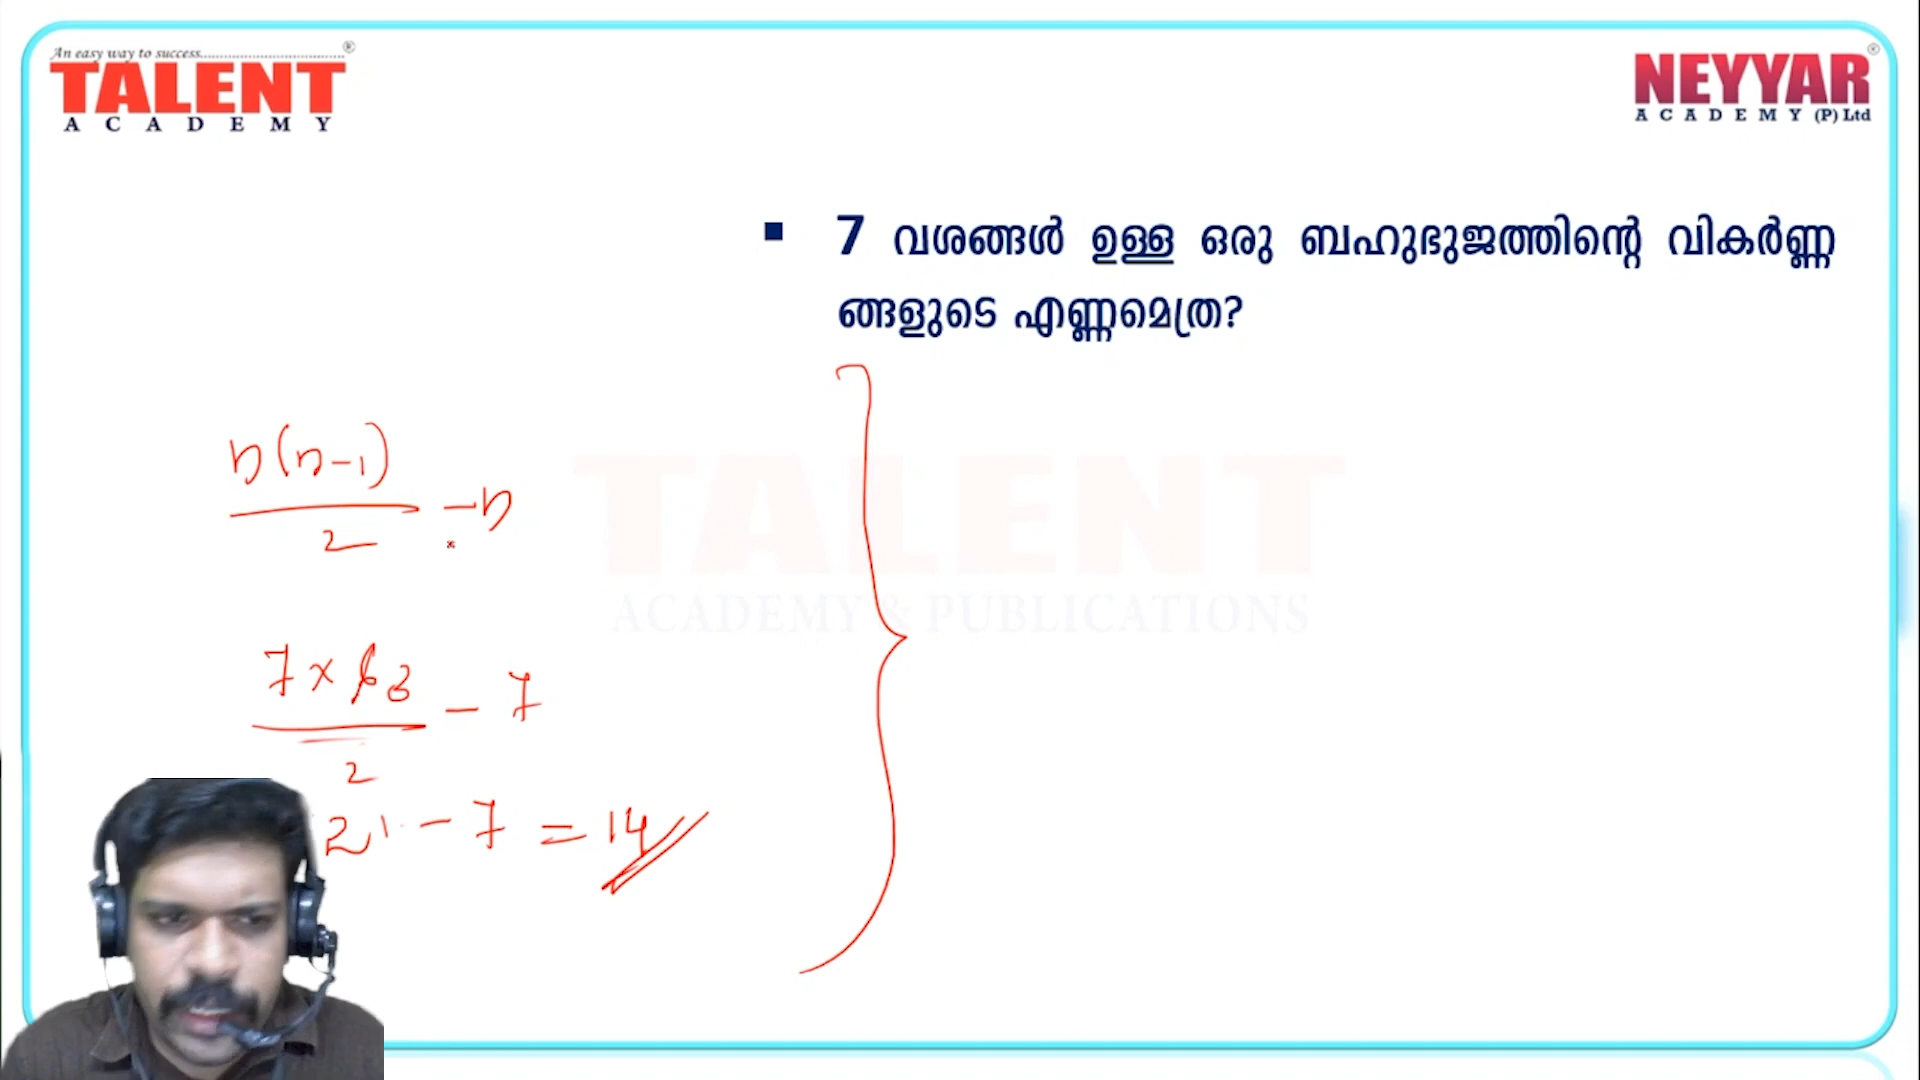 An easy way to success.................................... ®
TALENT
ACADEMY
NEYYAR ®
ACADEMY (P) Ltd
▪ 7 വശങ്ങൾ ഉള്ള ഒരു ബഹുഭുജത്തിന്റെ വികർണ്ണ
ങ്ങളുടെ എണ്ണമെത്ര?
TALENT
ACADEMY & PUBLICATIONS
n(n-1)
2
-n
7 × 6 3
2
- 7
21 - 7 = 14